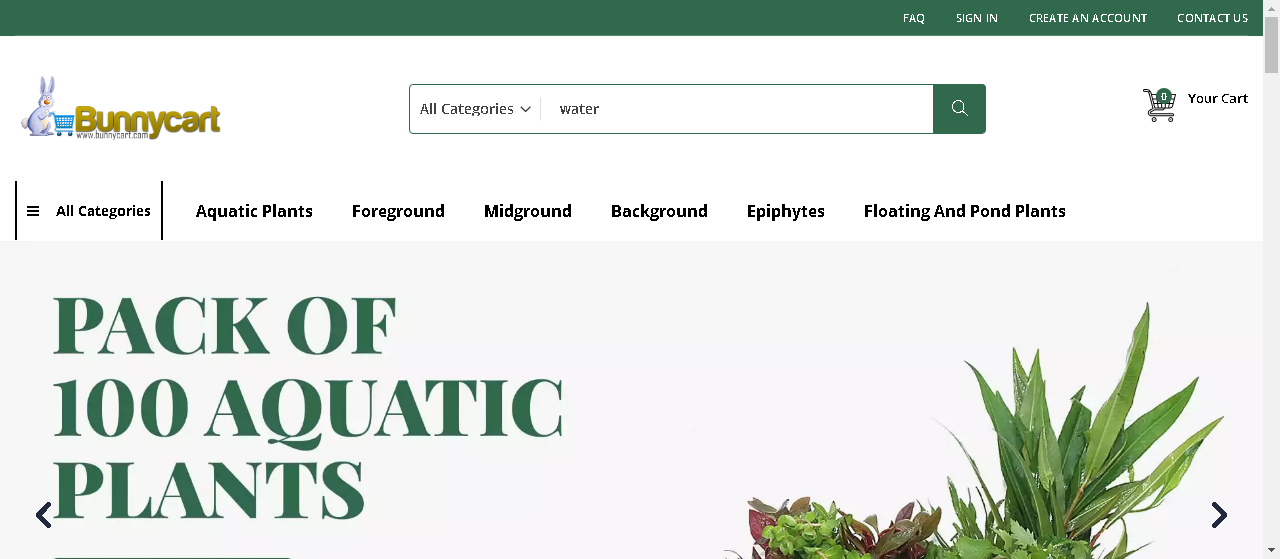 FAQ SIGN IN CREATE AN ACCOUNT CONTACT US
Bunnycart
www.bunnycart.com
All Categories water
0
Your Cart
All Categories Aquatic Plants Foreground Midground Background Epiphytes Floating And Pond Plants
PACK OF
100 AQUATIC
PLANTS